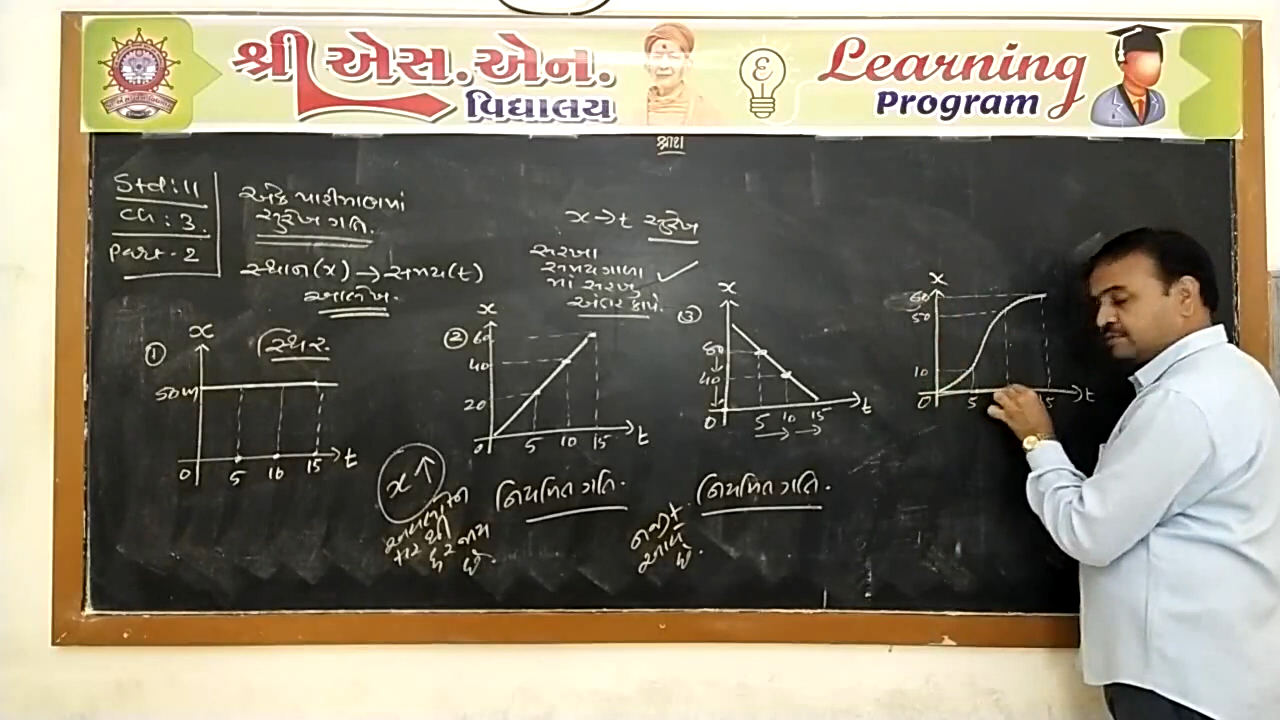 શ્રી એસ.એન.
વિદ્યાલય
Learning
Program
Std:11
Ch: 3.
Part-2
એક પારીમાણમાં
સુરેખ ગતિ.
સ્થાન(x) → સમય(t)
આલેખ.
x → t સુરેખ
સરખા
સમયગાળા
માં સરખુ
અંતર કાપે.
① સ્થિર.
x
50m
0 5 10 15 t
②
x
60
40
20
0 5 10 15 t
x↑
નિયમિત ગતિ.
③
x
40
0 5 10 15 t
નિયમિત ગતિ.
નજીક
આવે
છે.
x
60
50
10
0 5 15 t